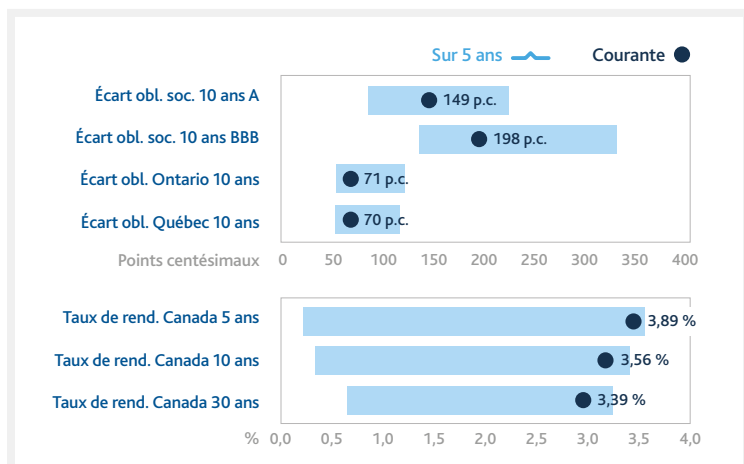 Sur 5 ans Courante
Écart obl. soc. 10 ans A 149 p.c.
Écart obl. soc. 10 ans BBB 198 p.c.
Écart obl. Ontario 10 ans 71 p.c.
Écart obl. Québec 10 ans 70 p.c.
Points centésimaux 0 50 100 150 200 250 300 350 400
Taux de rend. Canada 5 ans 3,89 %
Taux de rend. Canada 10 ans 3,56 %
Taux de rend. Canada 30 ans 3,39 %
% 0,0 0,5 1,0 1,5 2,0 2,5 3,0 3,5 4,0